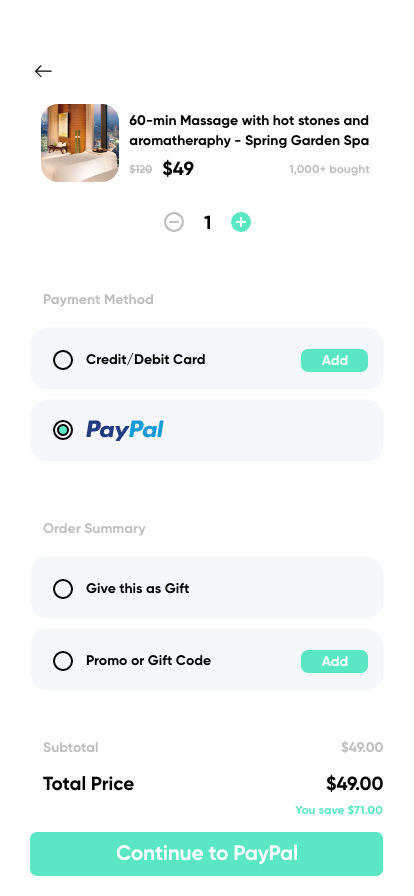 60-min Massage with hot stones and
aromatheraphy - Spring Garden Spa
$120 $49 1,000+ bought
1
Payment Method
Credit/Debit Card Add
PayPal
Order Summary
Give this as Gift
Promo or Gift Code Add
Subtotal $49.00
Total Price $49.00
You save $71.00
Continue to PayPal